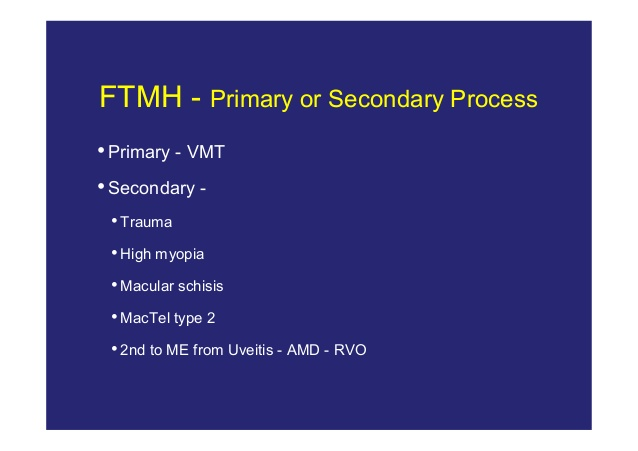 FTMH - Primary or Secondary Process
• Primary - VMT
• Secondary -
• Trauma
• High myopia
• Macular schisis
• MacTel type 2
• 2nd to ME from Uveitis - AMD - RVO